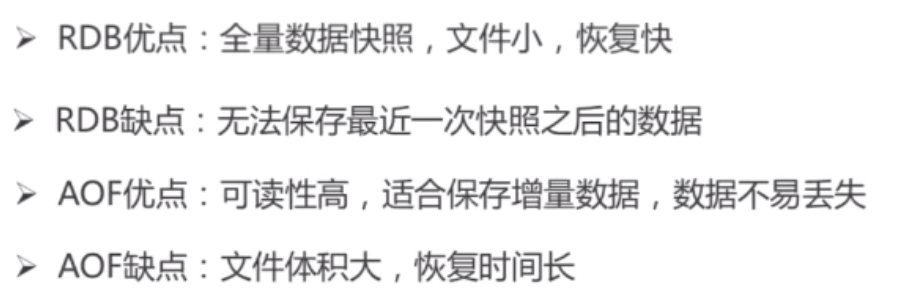 ➢ RDB优点：全量数据快照，文件小，恢复快
➢ RDB缺点：无法保存最近一次快照之后的数据
➢ AOF优点：可读性高，适合保存增量数据，数据不易丢失
➢ AOF缺点：文件体积大，恢复时间长